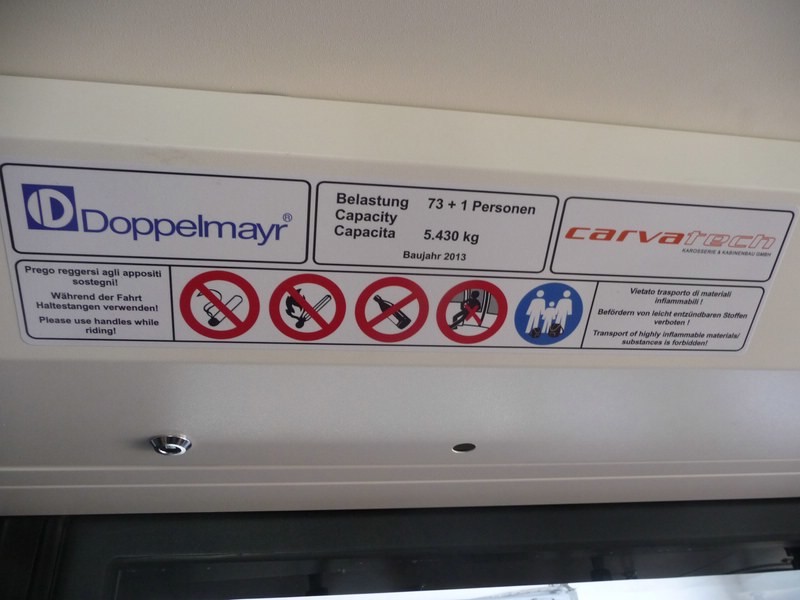 Doppelmayr®
Belastung 73 + 1 Personen
Capacity
Capacita 5.430 kg
Baujahr 2013
carvatech
KAROSSERIE & KABINENBAU GMBH
Prego reggersi agli appositi
sostegni!
Während der Fahrt
Haltestangen verwenden!
Please use handles while
riding!
Vietato trasporto di materiali
inflammabili !
Befördern von leicht entzündbaren Stoffen
verboten !
Transport of highly inflammable materials/
substances is forbidden!